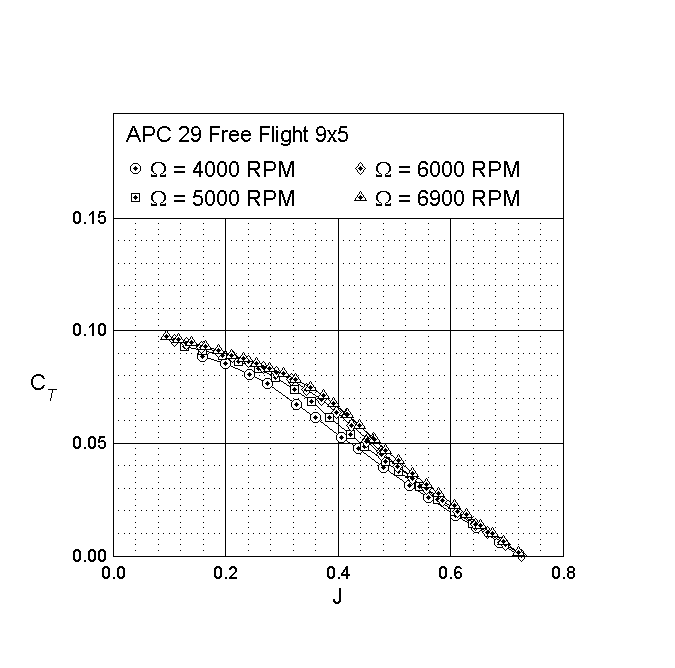 APC 29 Free Flight 9x5
Ω = 4000 RPM
Ω = 6000 RPM
Ω = 5000 RPM
Ω = 6900 RPM
0.15
0.10
C_T
0.05
0.00
0.0 0.2 0.4 0.6 0.8
J